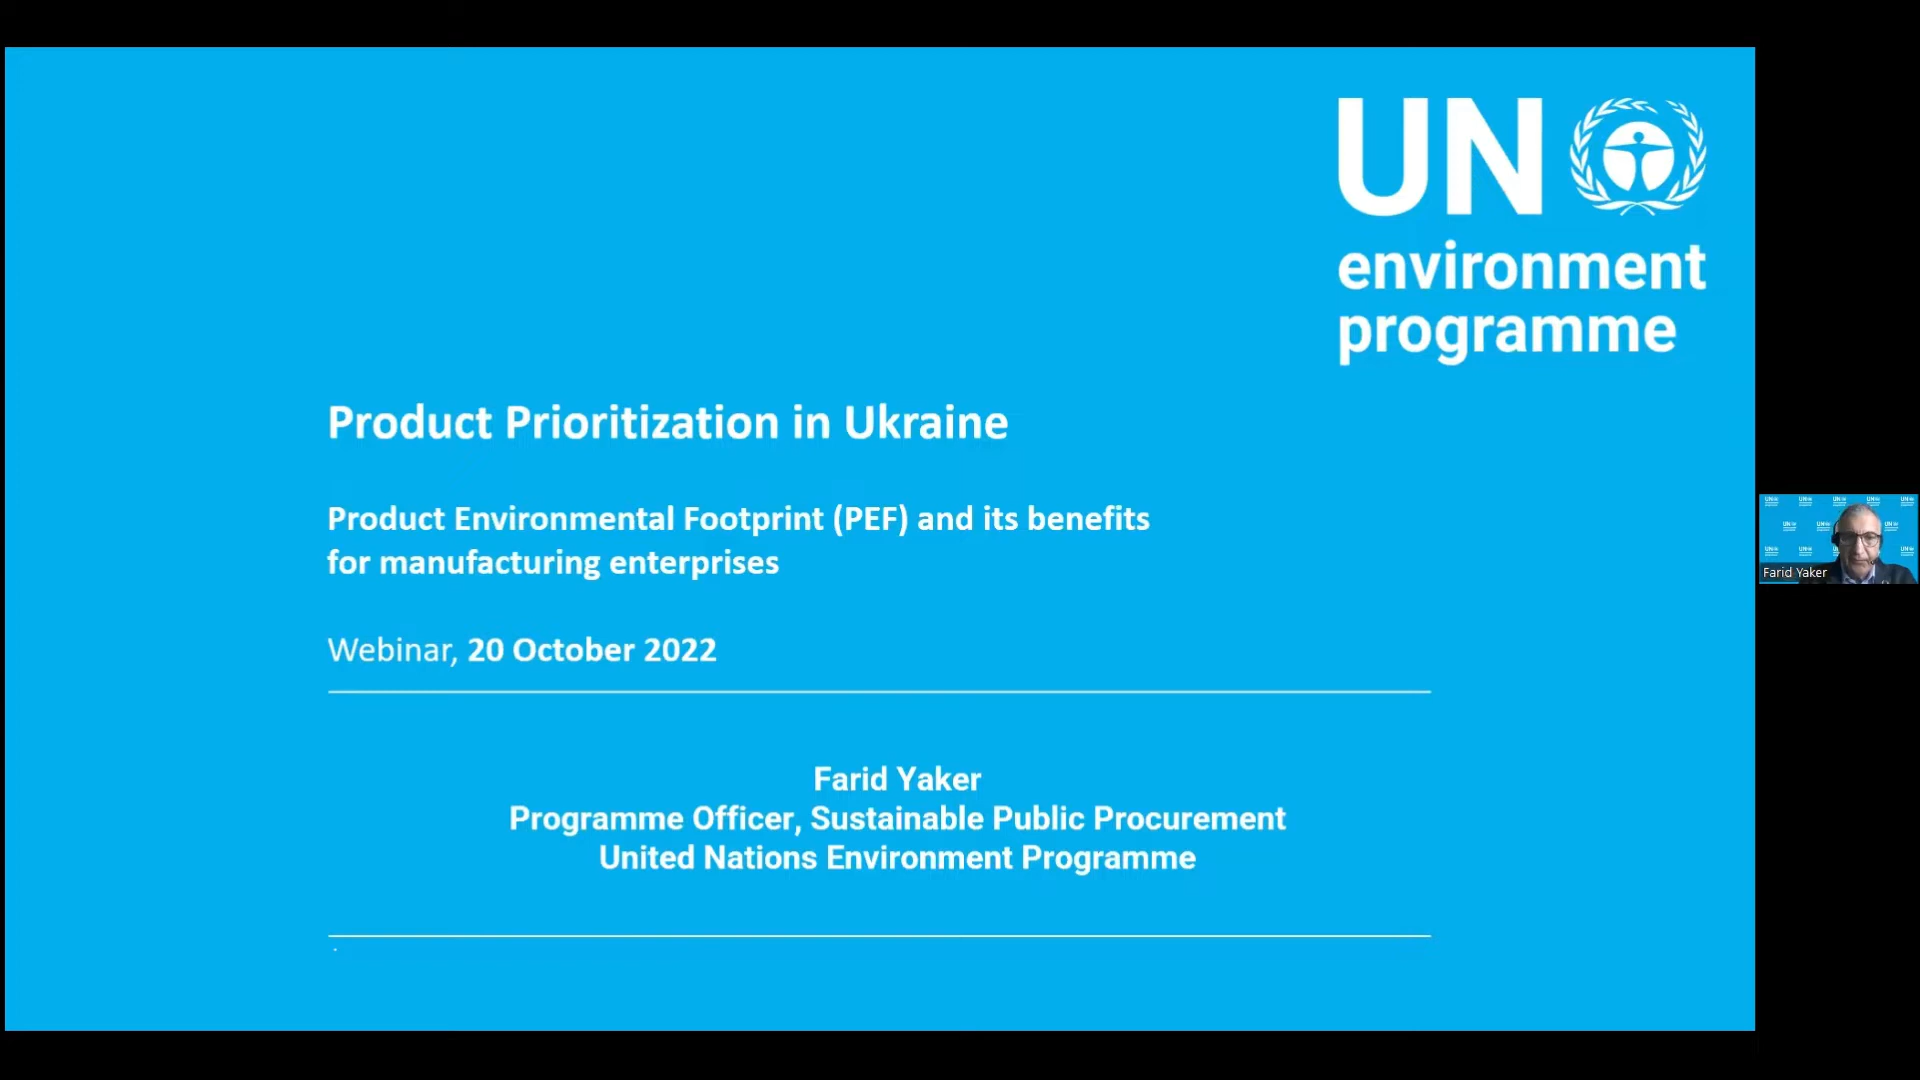 UN
environment
programme
Product Prioritization in Ukraine
Product Environmental Footprint (PEF) and its benefits
for manufacturing enterprises
Webinar, 20 October 2022
Farid Yaker
Programme Officer, Sustainable Public Procurement
United Nations Environment Programme
Farid Yaker